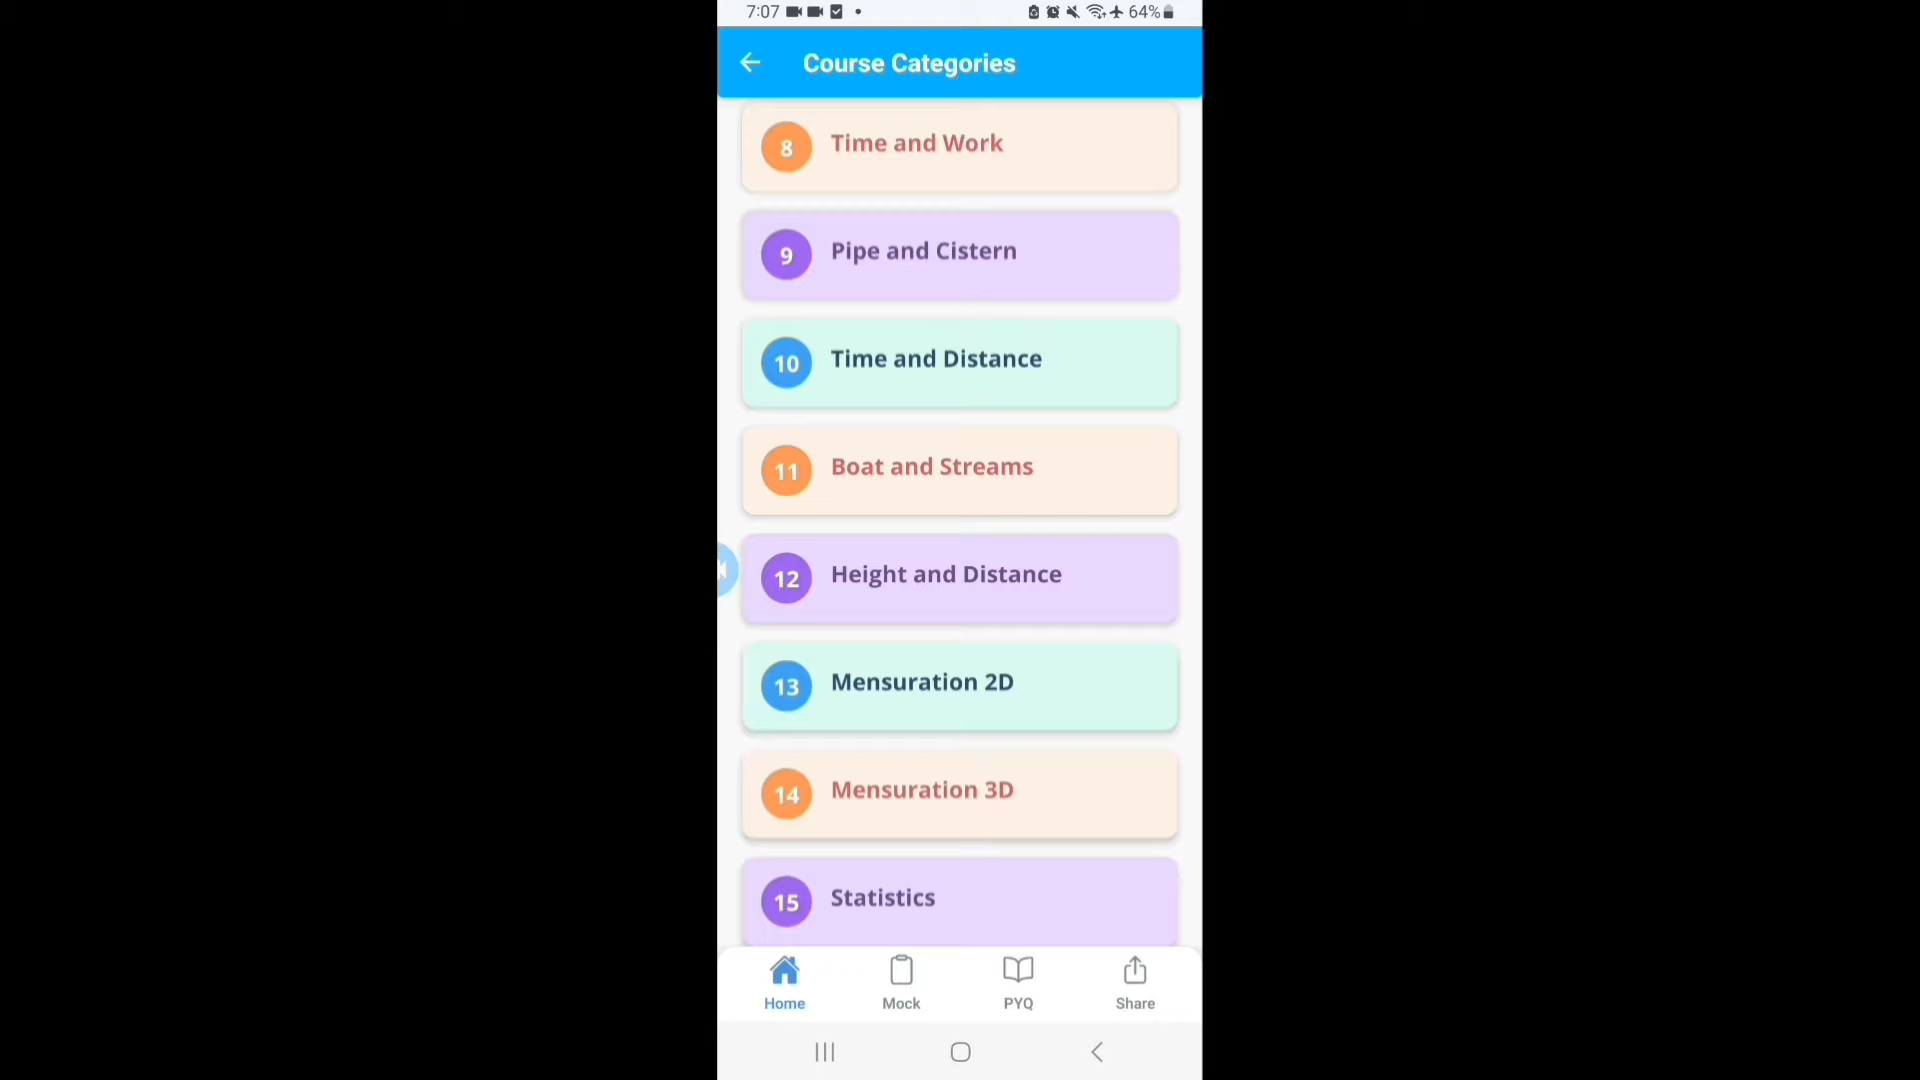 7:07 64%
Course Categories
8 Time and Work
9 Pipe and Cistern
10 Time and Distance
11 Boat and Streams
12 Height and Distance
13 Mensuration 2D
14 Mensuration 3D
15 Statistics
Home Mock PYQ Share